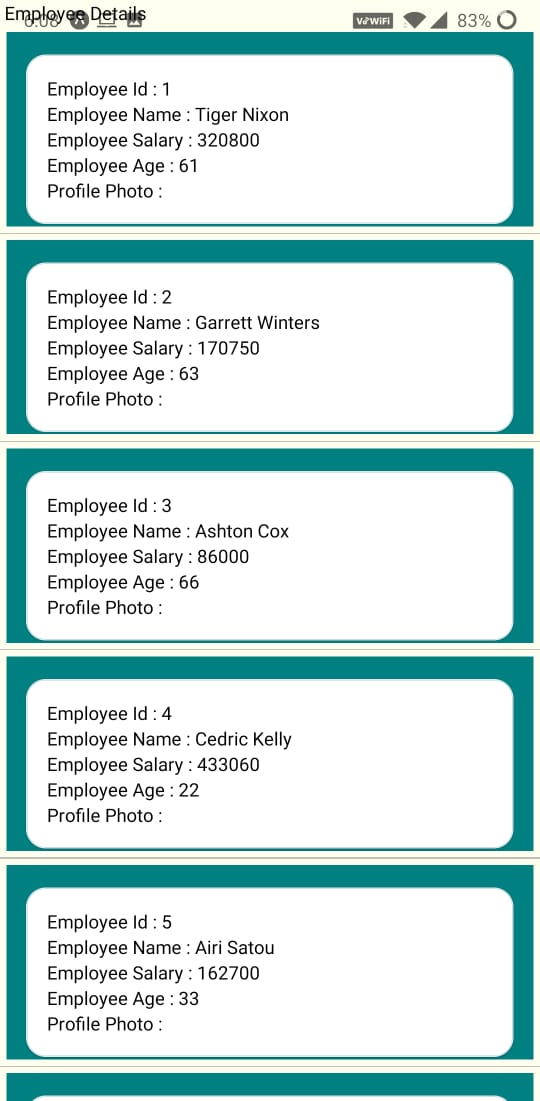 Employee Details
6:08
Vo WiFi
83%
Employee Id : 1
Employee Name : Tiger Nixon
Employee Salary : 320800
Employee Age : 61
Profile Photo :
Employee Id : 2
Employee Name : Garrett Winters
Employee Salary : 170750
Employee Age : 63
Profile Photo :
Employee Id : 3
Employee Name : Ashton Cox
Employee Salary : 86000
Employee Age : 66
Profile Photo :
Employee Id : 4
Employee Name : Cedric Kelly
Employee Salary : 433060
Employee Age : 22
Profile Photo :
Employee Id : 5
Employee Name : Airi Satou
Employee Salary : 162700
Employee Age : 33
Profile Photo :